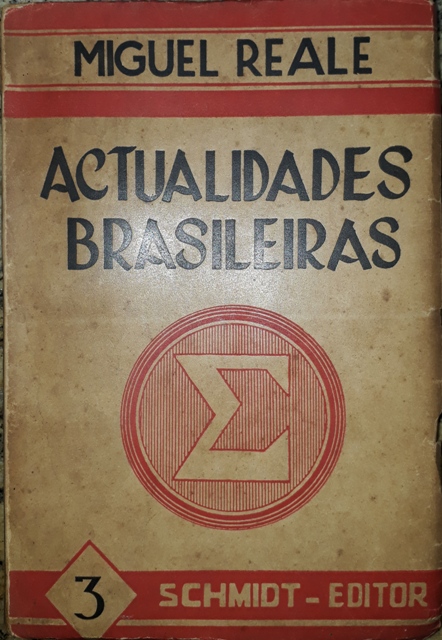 MIGUEL REALE
ACTUALIDADES
BRASILEIRAS
Σ
3
SCHMIDT - EDITOR